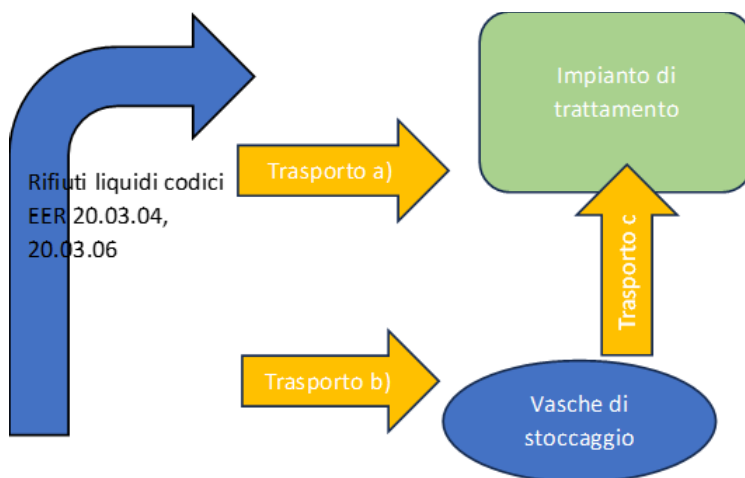 Impianto di
trattamento
Trasporto a)
Rifiuti liquidi codici
EER 20.03.04,
20.03.06
Trasporto c
Trasporto b)
Vasche di
stoccaggio